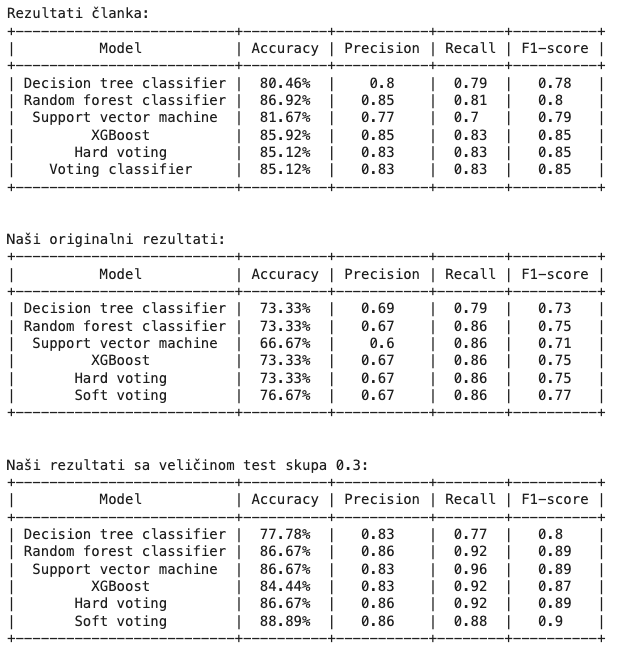 Rezultati članka:
+--------------------------+----------+-----------+--------+----------+
|          Model           | Accuracy | Precision | Recall | F1-score |
+--------------------------+----------+-----------+--------+----------+
| Decision tree classifier |  80.46%  |    0.8    |  0.79  |   0.78   |
| Random forest classifier |  86.92%  |   0.85    |  0.81  |   0.8    |
|  Support vector machine  |  81.67%  |   0.77    |  0.7   |   0.79   |
|         XGBoost          |  85.92%  |   0.85    |  0.83  |   0.85   |
|       Hard voting        |  85.12%  |   0.83    |  0.83  |   0.85   |
|    Voting classifier     |  85.12%  |   0.83    |  0.83  |   0.85   |
+--------------------------+----------+-----------+--------+----------+
Naši originalni rezultati:
+--------------------------+----------+-----------+--------+----------+
|          Model           | Accuracy | Precision | Recall | F1-score |
+--------------------------+----------+-----------+--------+----------+
| Decision tree classifier |  73.33%  |   0.69    |  0.79  |   0.73   |
| Random forest classifier |  73.33%  |   0.67    |  0.86  |   0.75   |
|  Support vector machine  |  66.67%  |    0.6    |  0.86  |   0.71   |
|         XGBoost          |  73.33%  |   0.67    |  0.86  |   0.75   |
|       Hard voting        |  73.33%  |   0.67    |  0.86  |   0.75   |
|       Soft voting        |  76.67%  |   0.67    |  0.86  |   0.77   |
+--------------------------+----------+-----------+--------+----------+
Naši rezultati sa veličinom test skupa 0.3:
+--------------------------+----------+-----------+--------+----------+
|          Model           | Accuracy | Precision | Recall | F1-score |
+--------------------------+----------+-----------+--------+----------+
| Decision tree classifier |  77.78%  |   0.83    |  0.77  |   0.8    |
| Random forest classifier |  86.67%  |   0.86    |  0.92  |   0.89   |
|  Support vector machine  |  86.67%  |   0.83    |  0.96  |   0.89   |
|         XGBoost          |  84.44%  |   0.83    |  0.92  |   0.87   |
|       Hard voting        |  86.67%  |   0.86    |  0.92  |   0.89   |
|       Soft voting        |  88.89%  |   0.86    |  0.88  |   0.9    |
+--------------------------+----------+-----------+--------+----------+